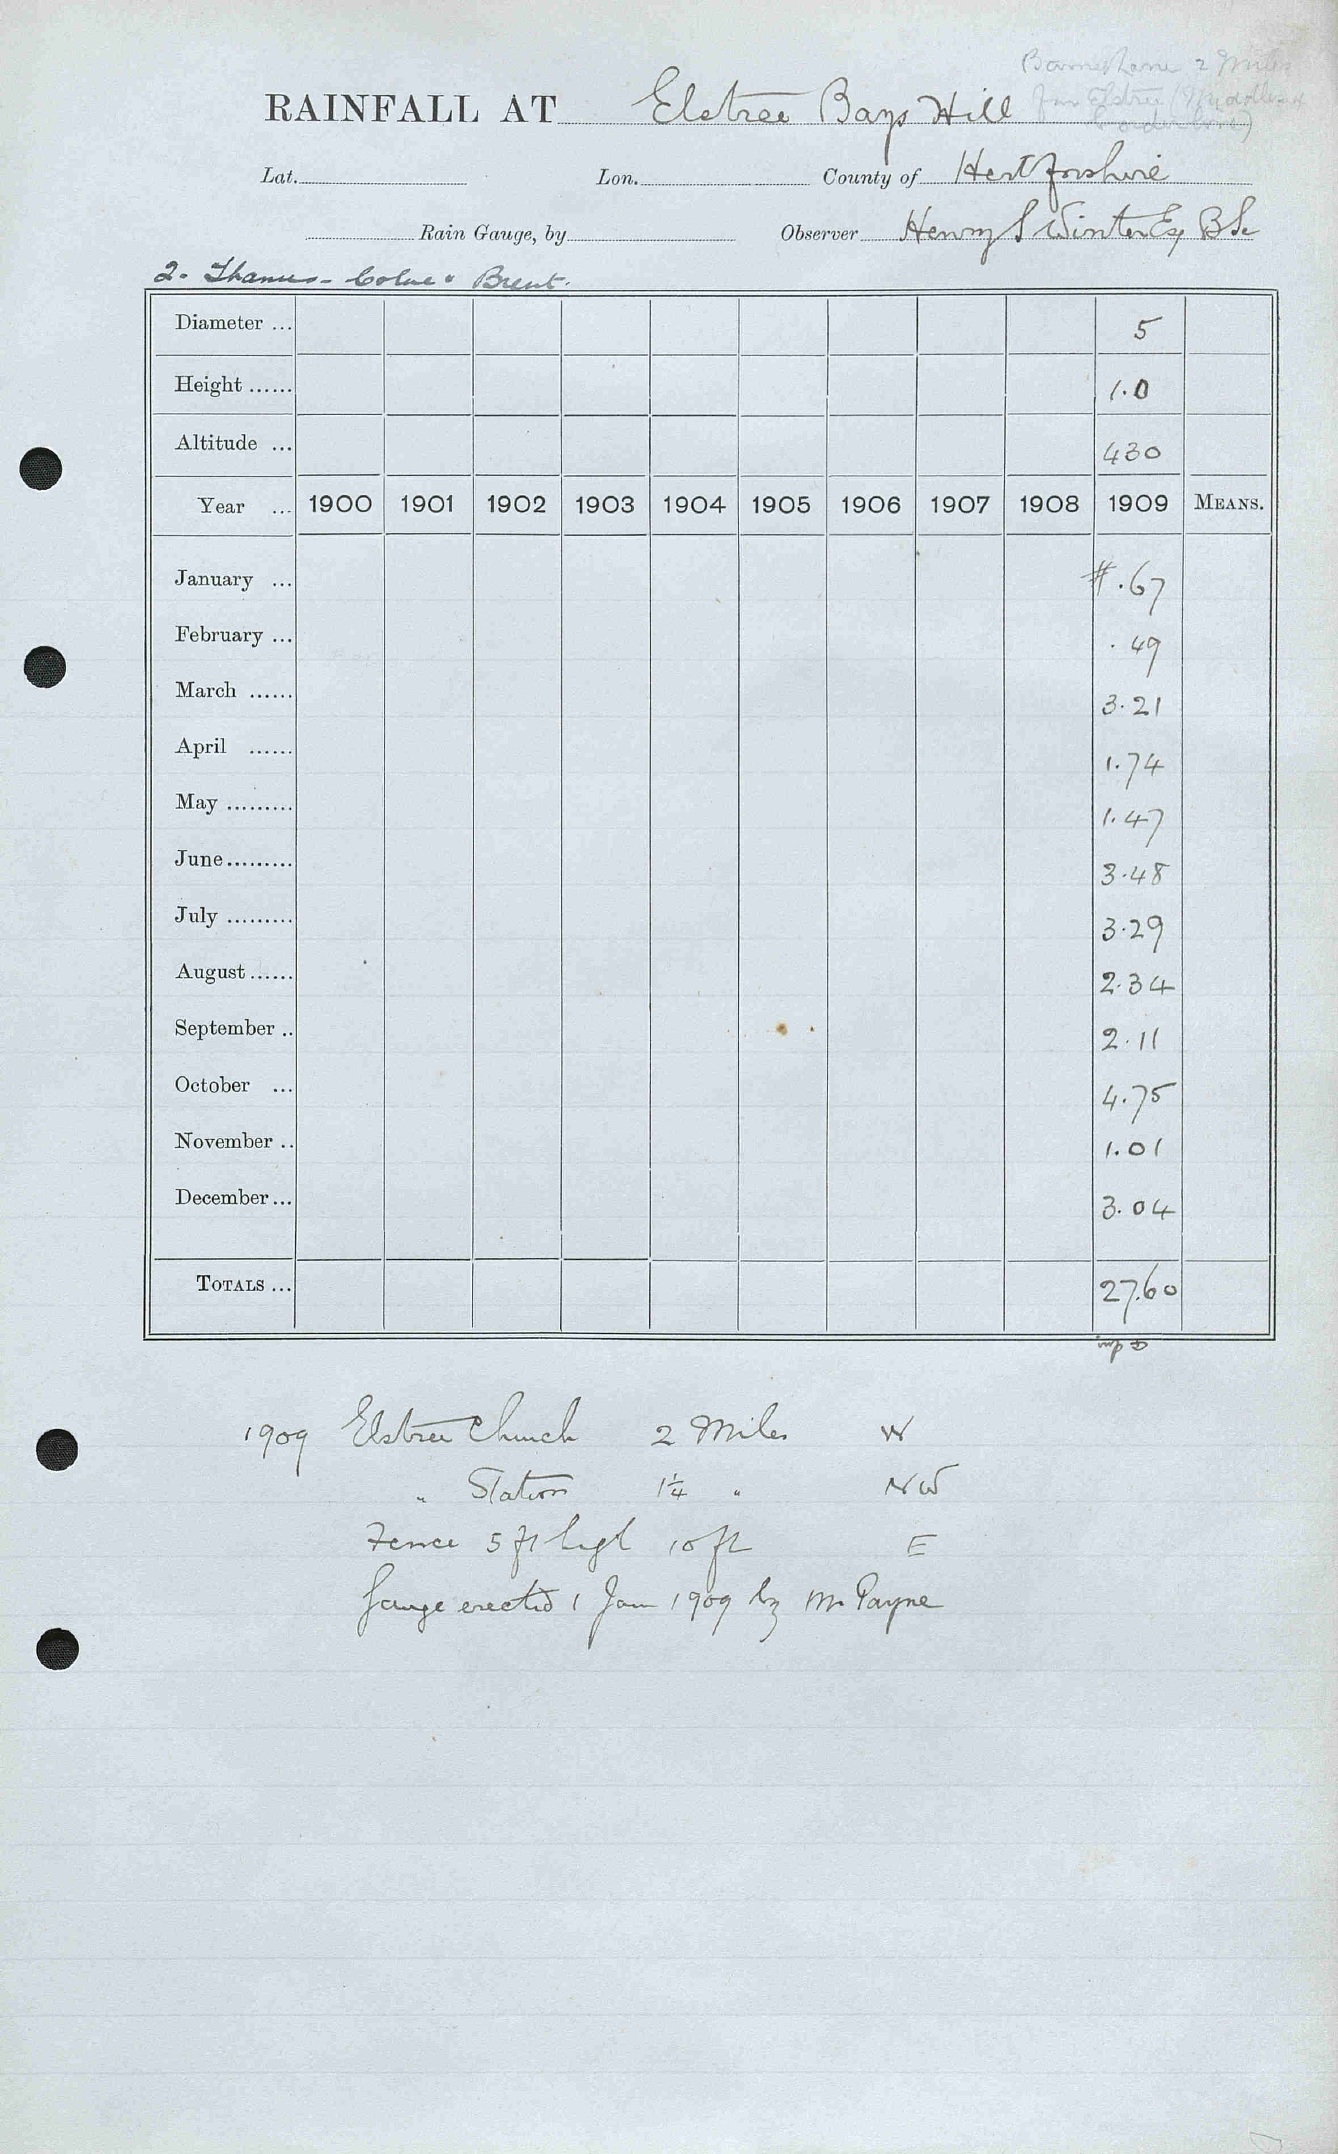 Barnet Lane 2 Miles
RAINFALL AT Elstree Bays Hill from Elstree (Middlesex
border line)
Lat. Lon. County of Hertfordshire
Rain Gauge, by Observer Henry S Winter Esq B Sc
2. Thames - Colne & Brent.
Diameter ... 5
Height ...... 1.0
Altitude ... 430
Year ... 1900 1901 1902 1903 1904 1905 1906 1907 1908 1909 MEANS.
January ... # .67
February ... .49
March ...... 3.21
April ...... 1.74
May ......... 1.47
June ......... 3.48
July ......... 3.29
August ...... 2.34
September .. 2.11
October ... 4.75
November .. 1.01
December ... 3.04
TOTALS ... 27.60
1909 Elstree Church 2 Miles W
" Station 1¼ " NW
Fence 5 ft high 10 ft E
Gauge erected 1 Jan 1909 by Mr Payne